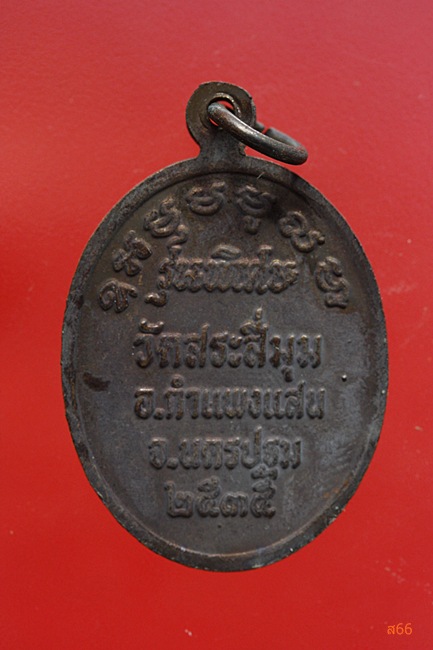 รุ่นพิเศษ
วัดสระสี่มุม
อ.กำแพงแสน
จ.นครปฐม
๒๕๓๕
ส66